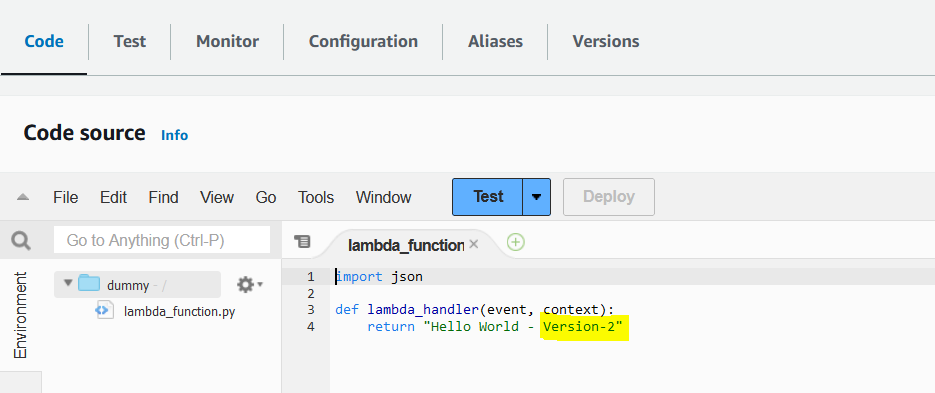 Code Test Monitor Configuration Aliases Versions
Code source Info
File Edit Find View Go Tools Window Test Deploy
Go to Anything (Ctrl-P)
lambda_function
Environment
dummy - /
lambda_function.py
1 import json
2
3 def lambda_handler(event, context):
4 return "Hello World - Version-2"